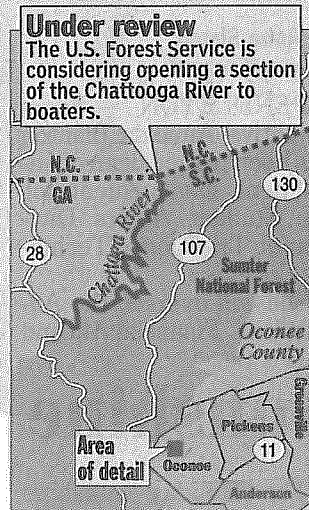 Under review
The U.S. Forest Service is
considering opening a section
of the Chattooga River to
boaters.
N.C.
GA
N.C.
S.C.
130
28
107
Chattooga River
Sumter
National Forest
Oconee
County
Greenville
Pickens
11
Area
of detail
Oconee
Anderson